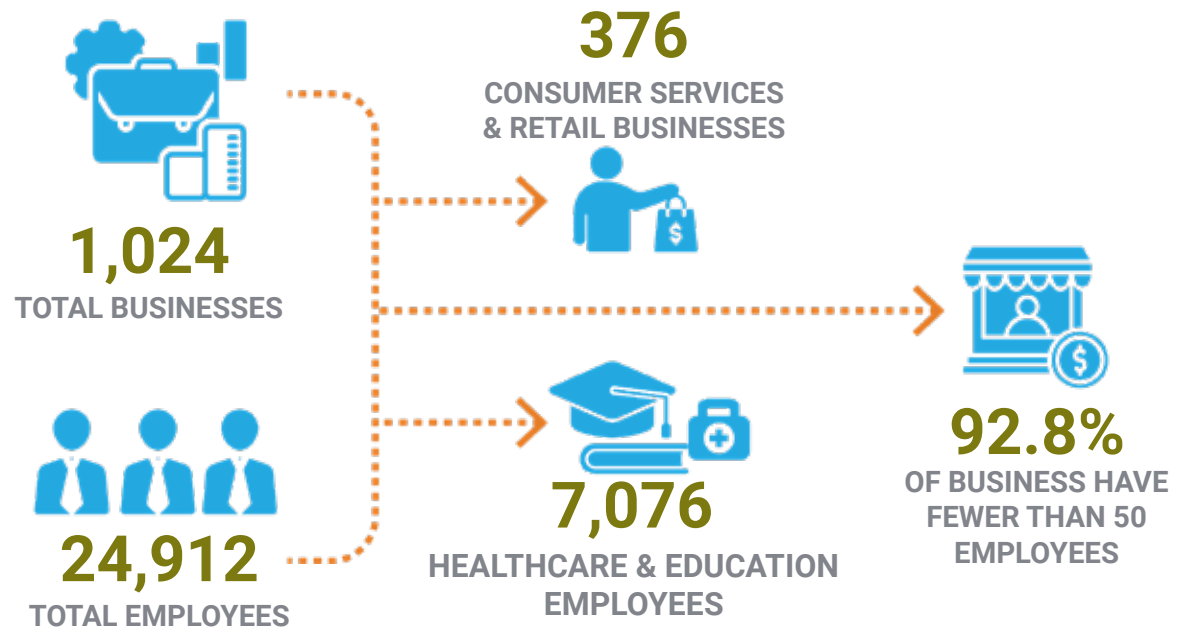 1,024
TOTAL BUSINESSES
24,912
TOTAL EMPLOYEES
376
CONSUMER SERVICES
& RETAIL BUSINESSES
$
7,076
HEALTHCARE & EDUCATION
EMPLOYEES
$
92.8%
OF BUSINESS HAVE
FEWER THAN 50
EMPLOYEES